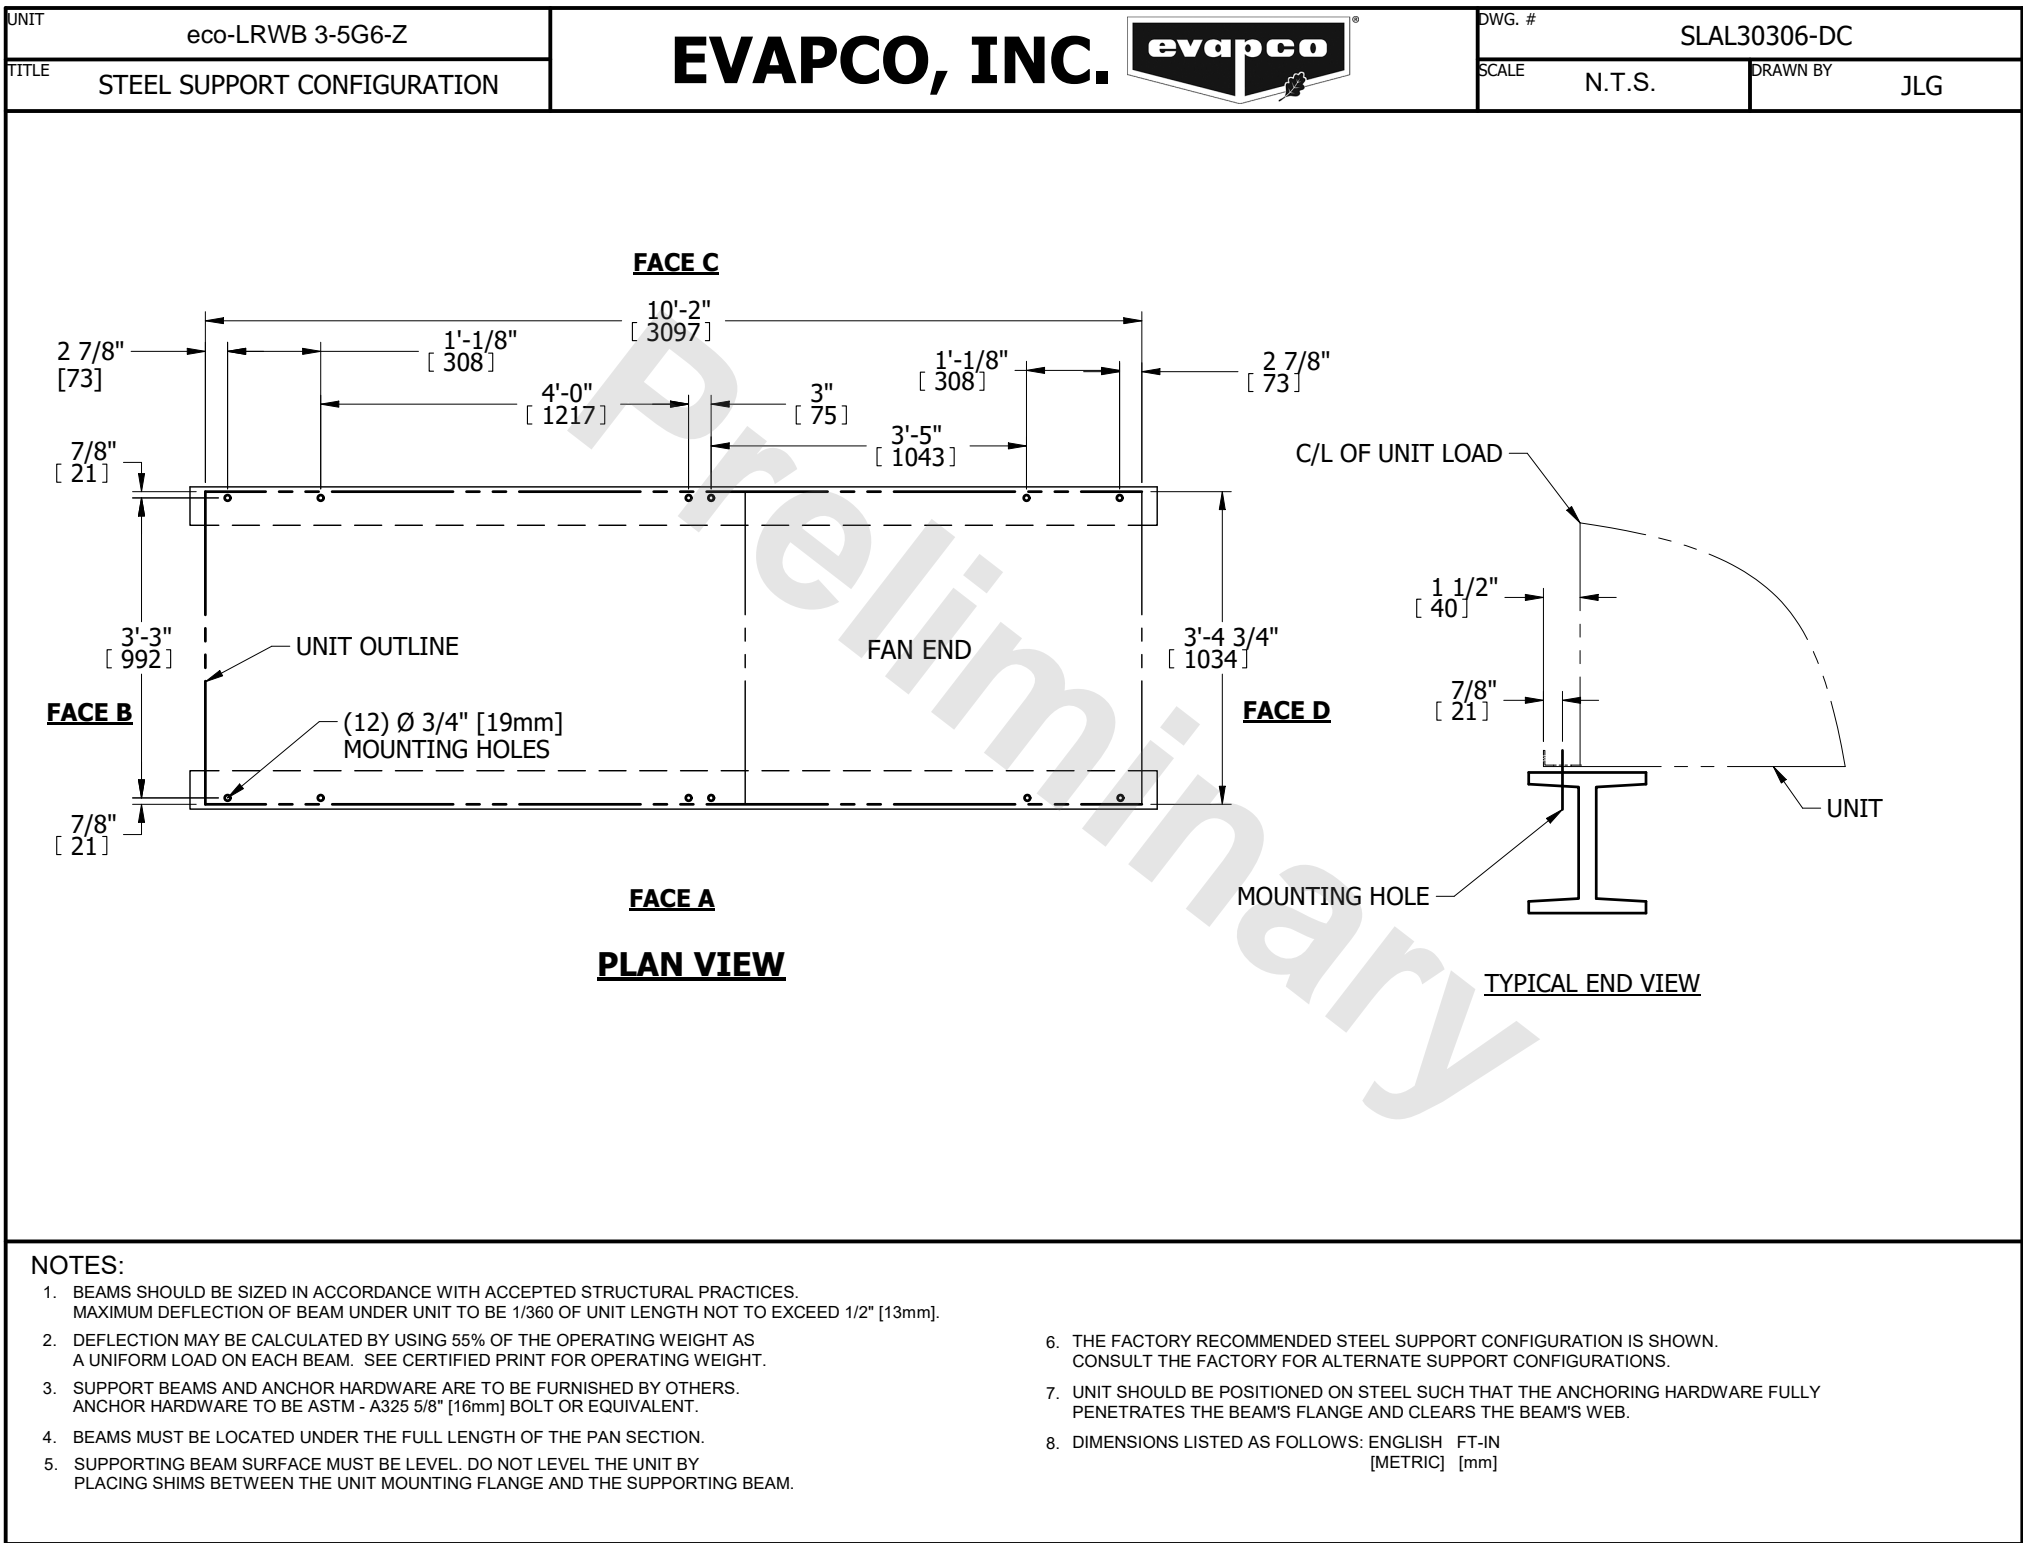 UNIT
eco-LRWB 3-5G6-Z
TITLE
STEEL SUPPORT CONFIGURATION
EVAPCO, INC.
evapco
®
DWG. #
SLAL30306-DC
SCALE
N.T.S.
DRAWN BY
JLG
FACE C
10'-2"
[ 3097]
2 7/8"
[73]
1'-1/8"
[ 308]
1'-1/8"
[ 308]
2 7/8"
[ 73]
4'-0"
[ 1217]
3"
[ 75]
3'-5"
[ 1043]
7/8"
[ 21]
3'-3"
[ 992]
UNIT OUTLINE
FAN END
3'-4 3/4"
[ 1034]
FACE B
FACE D
(12) Ø 3/4" [19mm]
MOUNTING HOLES
7/8"
[ 21]
FACE A
PLAN VIEW
C/L OF UNIT LOAD
1 1/2"
[ 40]
7/8"
[ 21]
UNIT
MOUNTING HOLE
TYPICAL END VIEW
Preliminary
NOTES:
1. BEAMS SHOULD BE SIZED IN ACCORDANCE WITH ACCEPTED STRUCTURAL PRACTICES.
MAXIMUM DEFLECTION OF BEAM UNDER UNIT TO BE 1/360 OF UNIT LENGTH NOT TO EXCEED 1/2" [13mm].
2. DEFLECTION MAY BE CALCULATED BY USING 55% OF THE OPERATING WEIGHT AS
A UNIFORM LOAD ON EACH BEAM. SEE CERTIFIED PRINT FOR OPERATING WEIGHT.
3. SUPPORT BEAMS AND ANCHOR HARDWARE ARE TO BE FURNISHED BY OTHERS.
ANCHOR HARDWARE TO BE ASTM - A325 5/8" [16mm] BOLT OR EQUIVALENT.
4. BEAMS MUST BE LOCATED UNDER THE FULL LENGTH OF THE PAN SECTION.
5. SUPPORTING BEAM SURFACE MUST BE LEVEL. DO NOT LEVEL THE UNIT BY
PLACING SHIMS BETWEEN THE UNIT MOUNTING FLANGE AND THE SUPPORTING BEAM.
6. THE FACTORY RECOMMENDED STEEL SUPPORT CONFIGURATION IS SHOWN.
CONSULT THE FACTORY FOR ALTERNATE SUPPORT CONFIGURATIONS.
7. UNIT SHOULD BE POSITIONED ON STEEL SUCH THAT THE ANCHORING HARDWARE FULLY
PENETRATES THE BEAM'S FLANGE AND CLEARS THE BEAM'S WEB.
8. DIMENSIONS LISTED AS FOLLOWS: ENGLISH FT-IN
[METRIC] [mm]